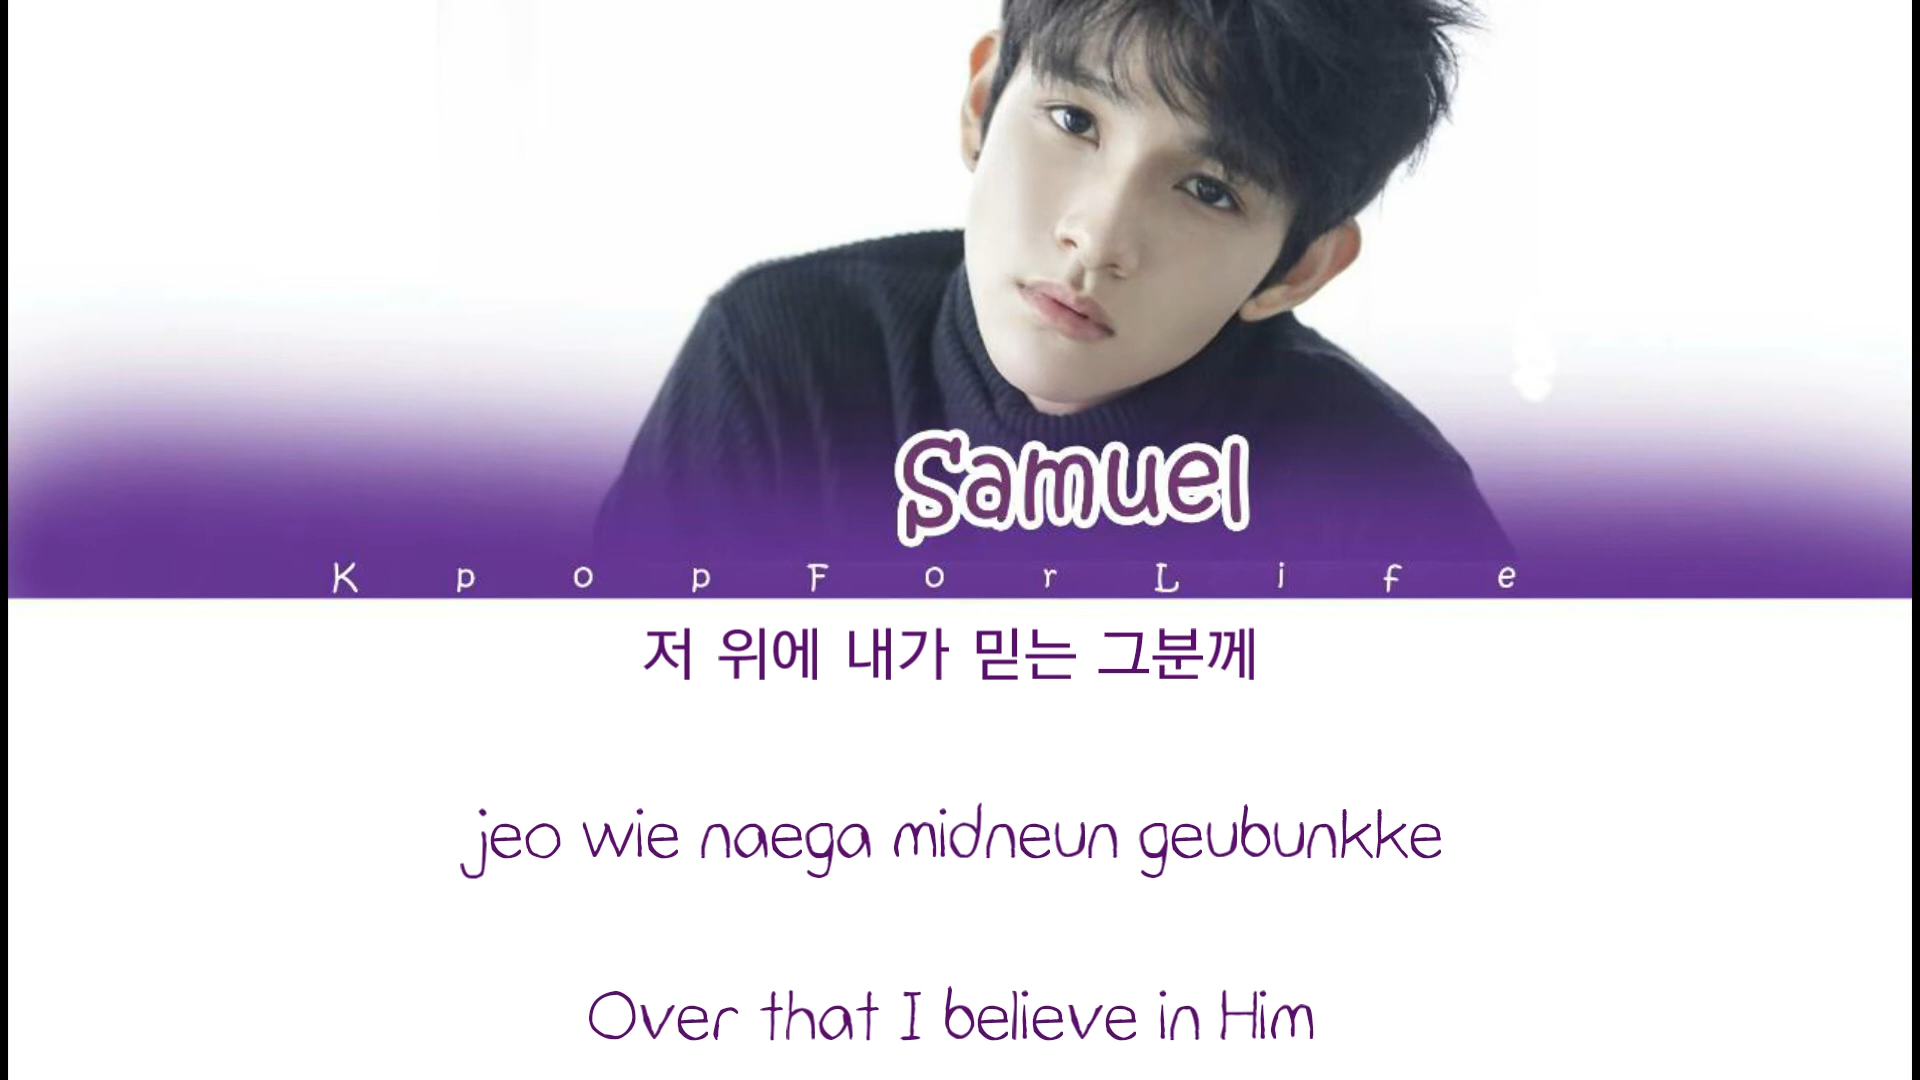 Samuel
KpopForLife
저 위에 내가 믿는 그분께
jeo wie naega midneun geubunkke
Over that I believe in Him